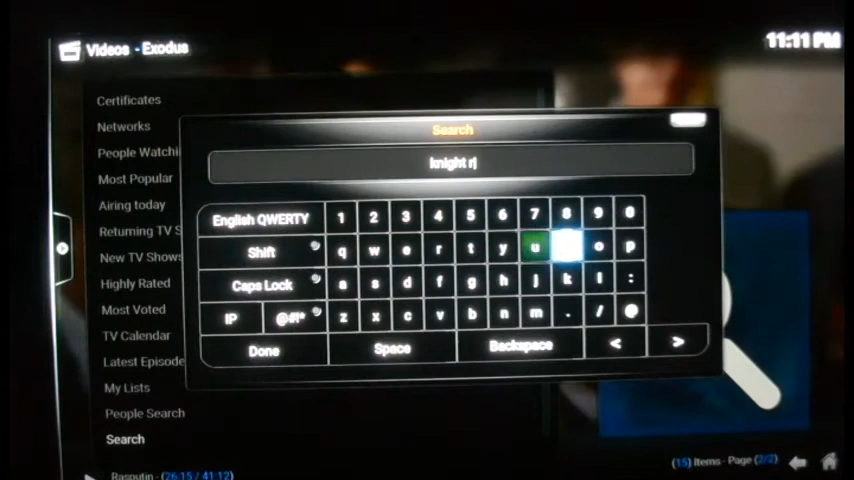 Videos - Exodus
11:11 PM
Certificates
Networks
People Watchi
Most Popular
Airing today
Returning TV S
New TV Shows
Highly Rated
Most Voted
TV Calendar
Latest Episode
My Lists
People Search
Search
Search
knight r
English QWERTY 1 2 3 4 5 6 7 8 9 0
Shift q w e r t y u o p
Caps Lock a s d f g h j k l :
IP @#!* z x c v b n m . / @
Done Space Backspace < >
(15) Items - Page (2/2)
Rasputin - (26:15 / 41:12)